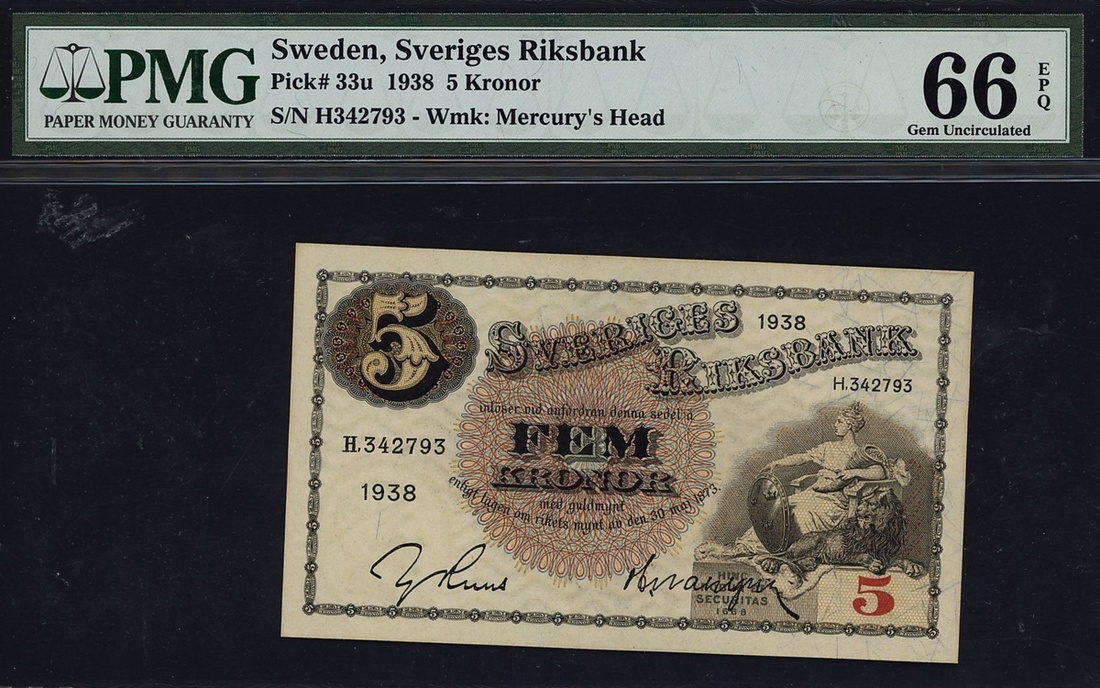 PMG
PAPER MONEY GUARANTY
Sweden, Sveriges Riksbank
Pick# 33u 1938 5 Kronor
S/N H342793 - Wmk: Mercury's Head
66
EPQ
Gem Uncirculated
5
SVERIGES 1938
RIKSBANK
H.342793
inlöser vid anfordran denna sedel å
H.342793
FEM
KRONOR
1938
med guldmynt
enligt lagen om rikets mynt av den 30 maj 1873.
SECURITAS
1668
5